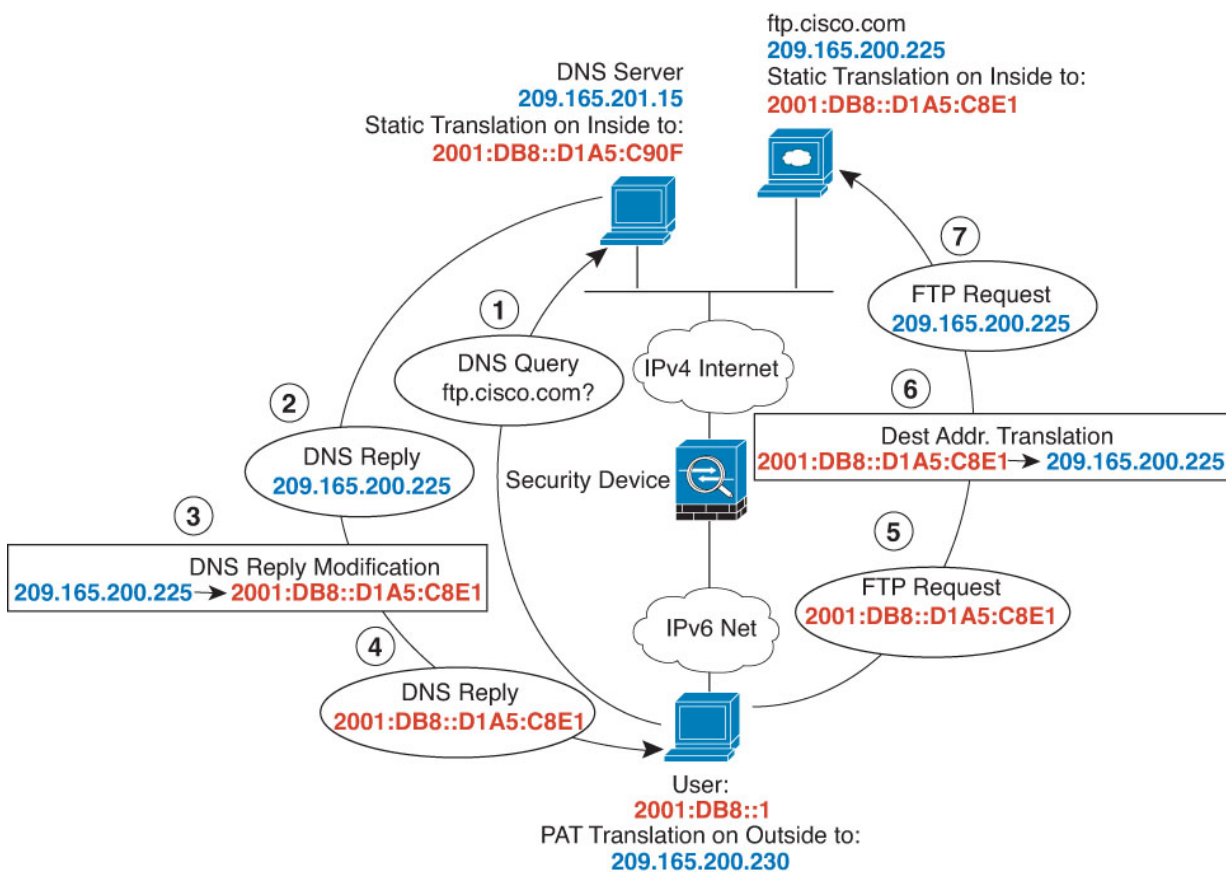 ftp.cisco.com
209.165.200.225
Static Translation on Inside to:
2001:DB8::D1A5:C8E1
DNS Server
209.165.201.15
Static Translation on Inside to:
2001:DB8::D1A5:C90F
1
DNS Query
ftp.cisco.com?
2
DNS Reply
209.165.200.225
3
DNS Reply Modification
209.165.200.225 → 2001:DB8::D1A5:C8E1
4
DNS Reply
2001:DB8::D1A5:C8E1
IPv4 Internet
Security Device
IPv6 Net
User:
2001:DB8::1
PAT Translation on Outside to:
209.165.200.230
5
FTP Request
2001:DB8::D1A5:C8E1
6
Dest Addr. Translation
2001:DB8::D1A5:C8E1 → 209.165.200.225
7
FTP Request
209.165.200.225